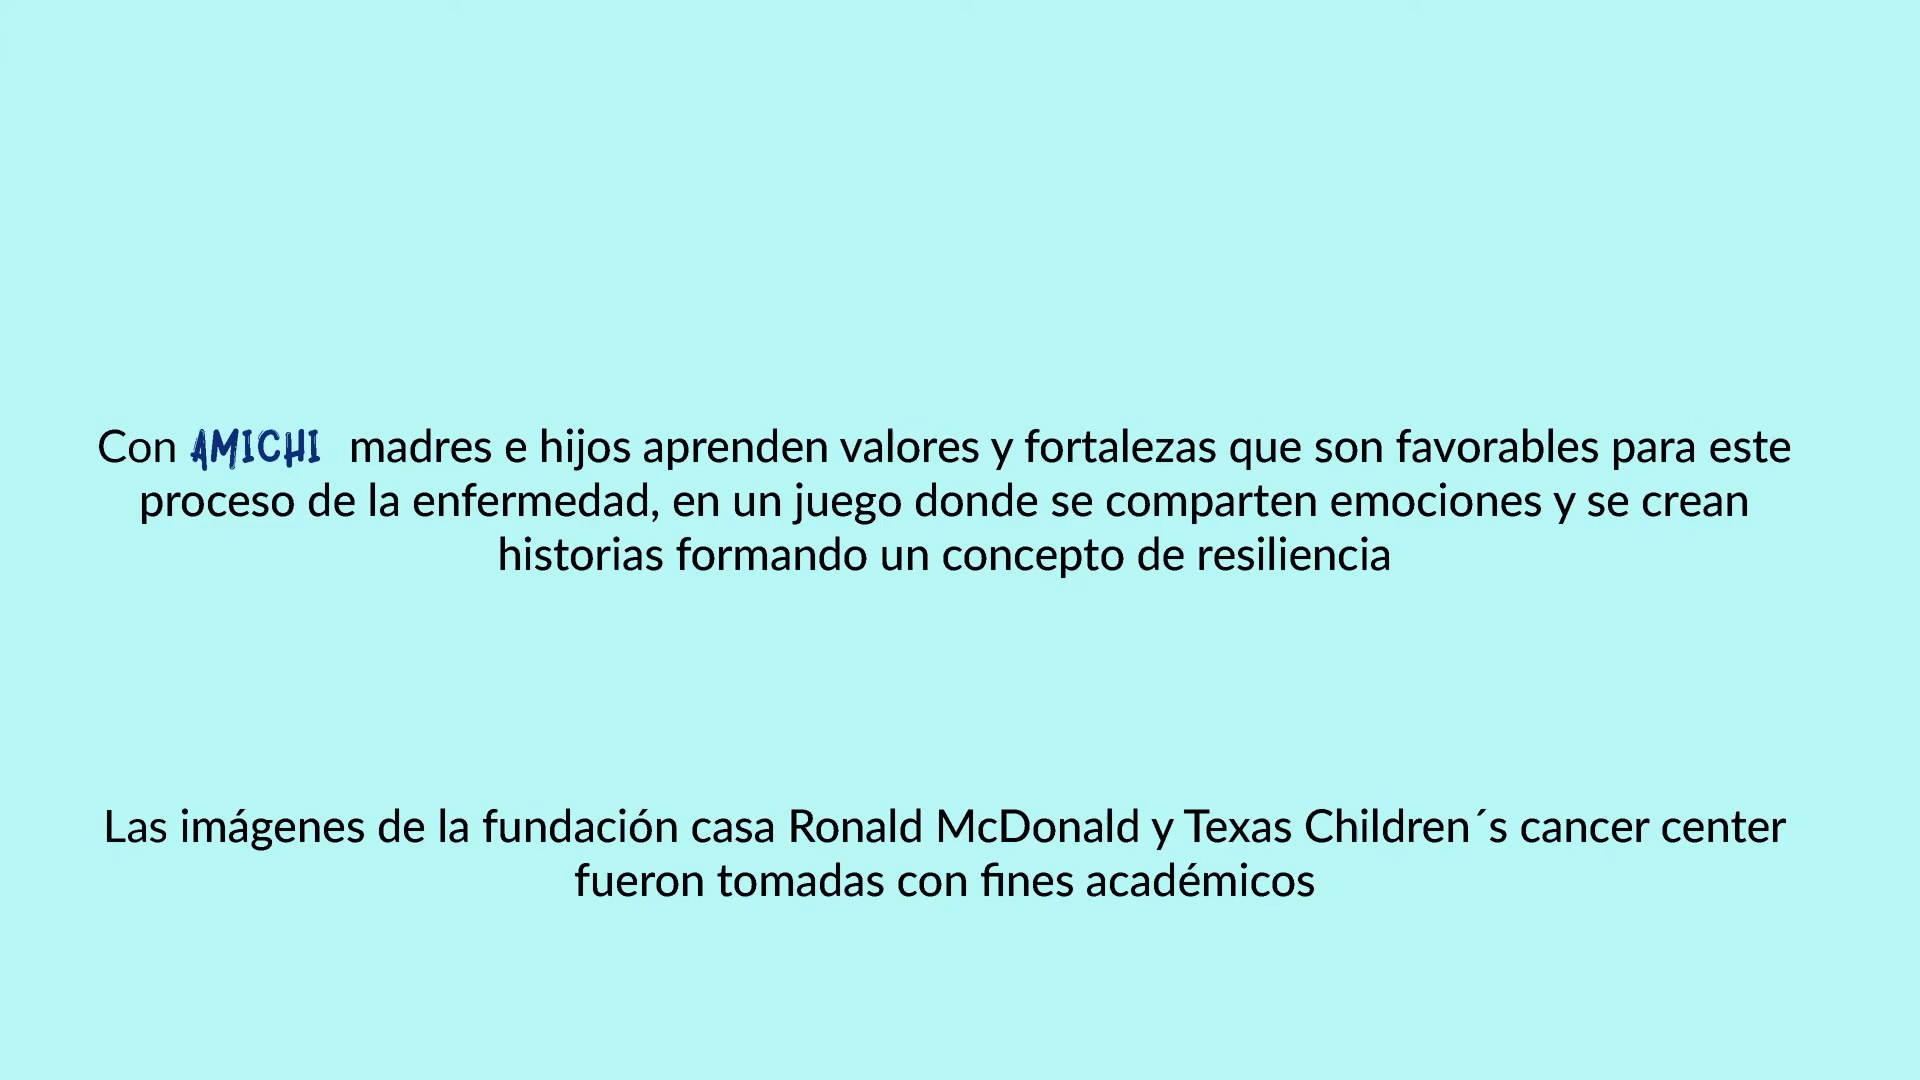 Con AMICHI madres e hijos aprenden valores y fortalezas que son favorables para este
proceso de la enfermedad, en un juego donde se comparten emociones y se crean
historias formando un concepto de resiliencia
Las imágenes de la fundación casa Ronald McDonald y Texas Children´s cancer center
fueron tomadas con fines académicos